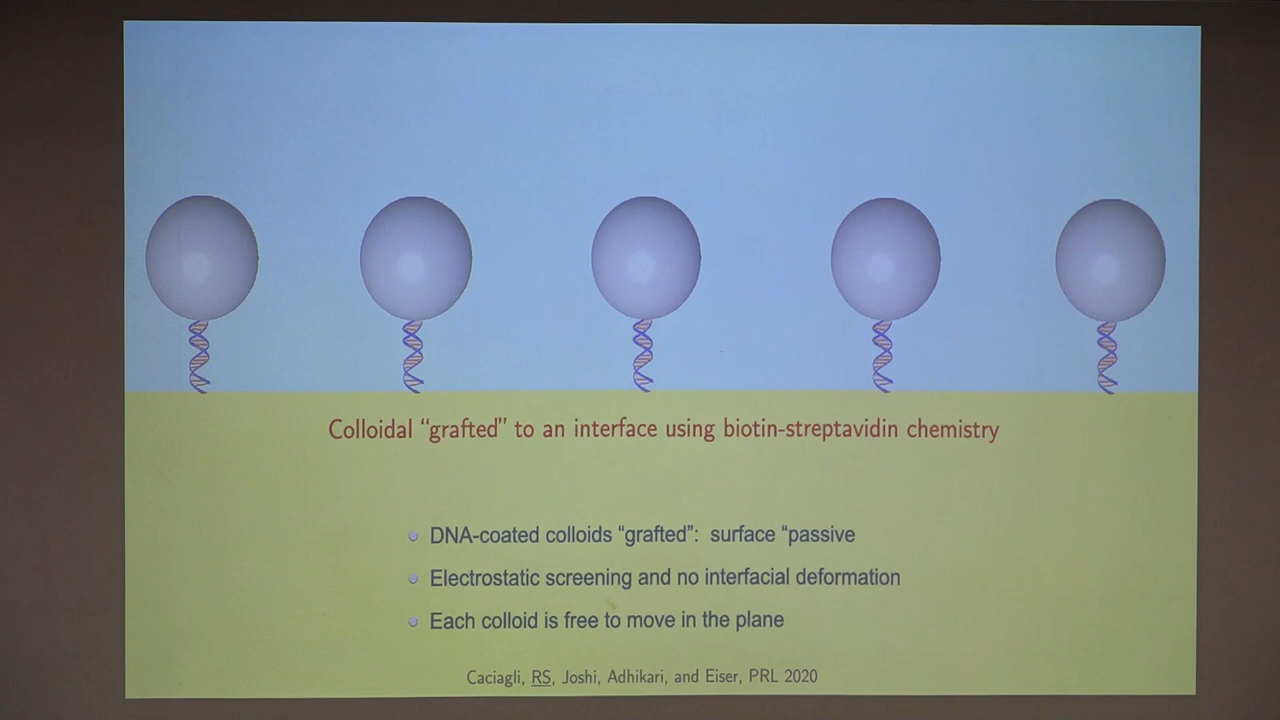 Colloidal “grafted” to an interface using biotin-streptavidin chemistry
DNA-coated colloids “grafted”: surface “passive
Electrostatic screening and no interfacial deformation
Each colloid is free to move in the plane
Caciagli, RS, Joshi, Adhikari, and Eiser, PRL 2020